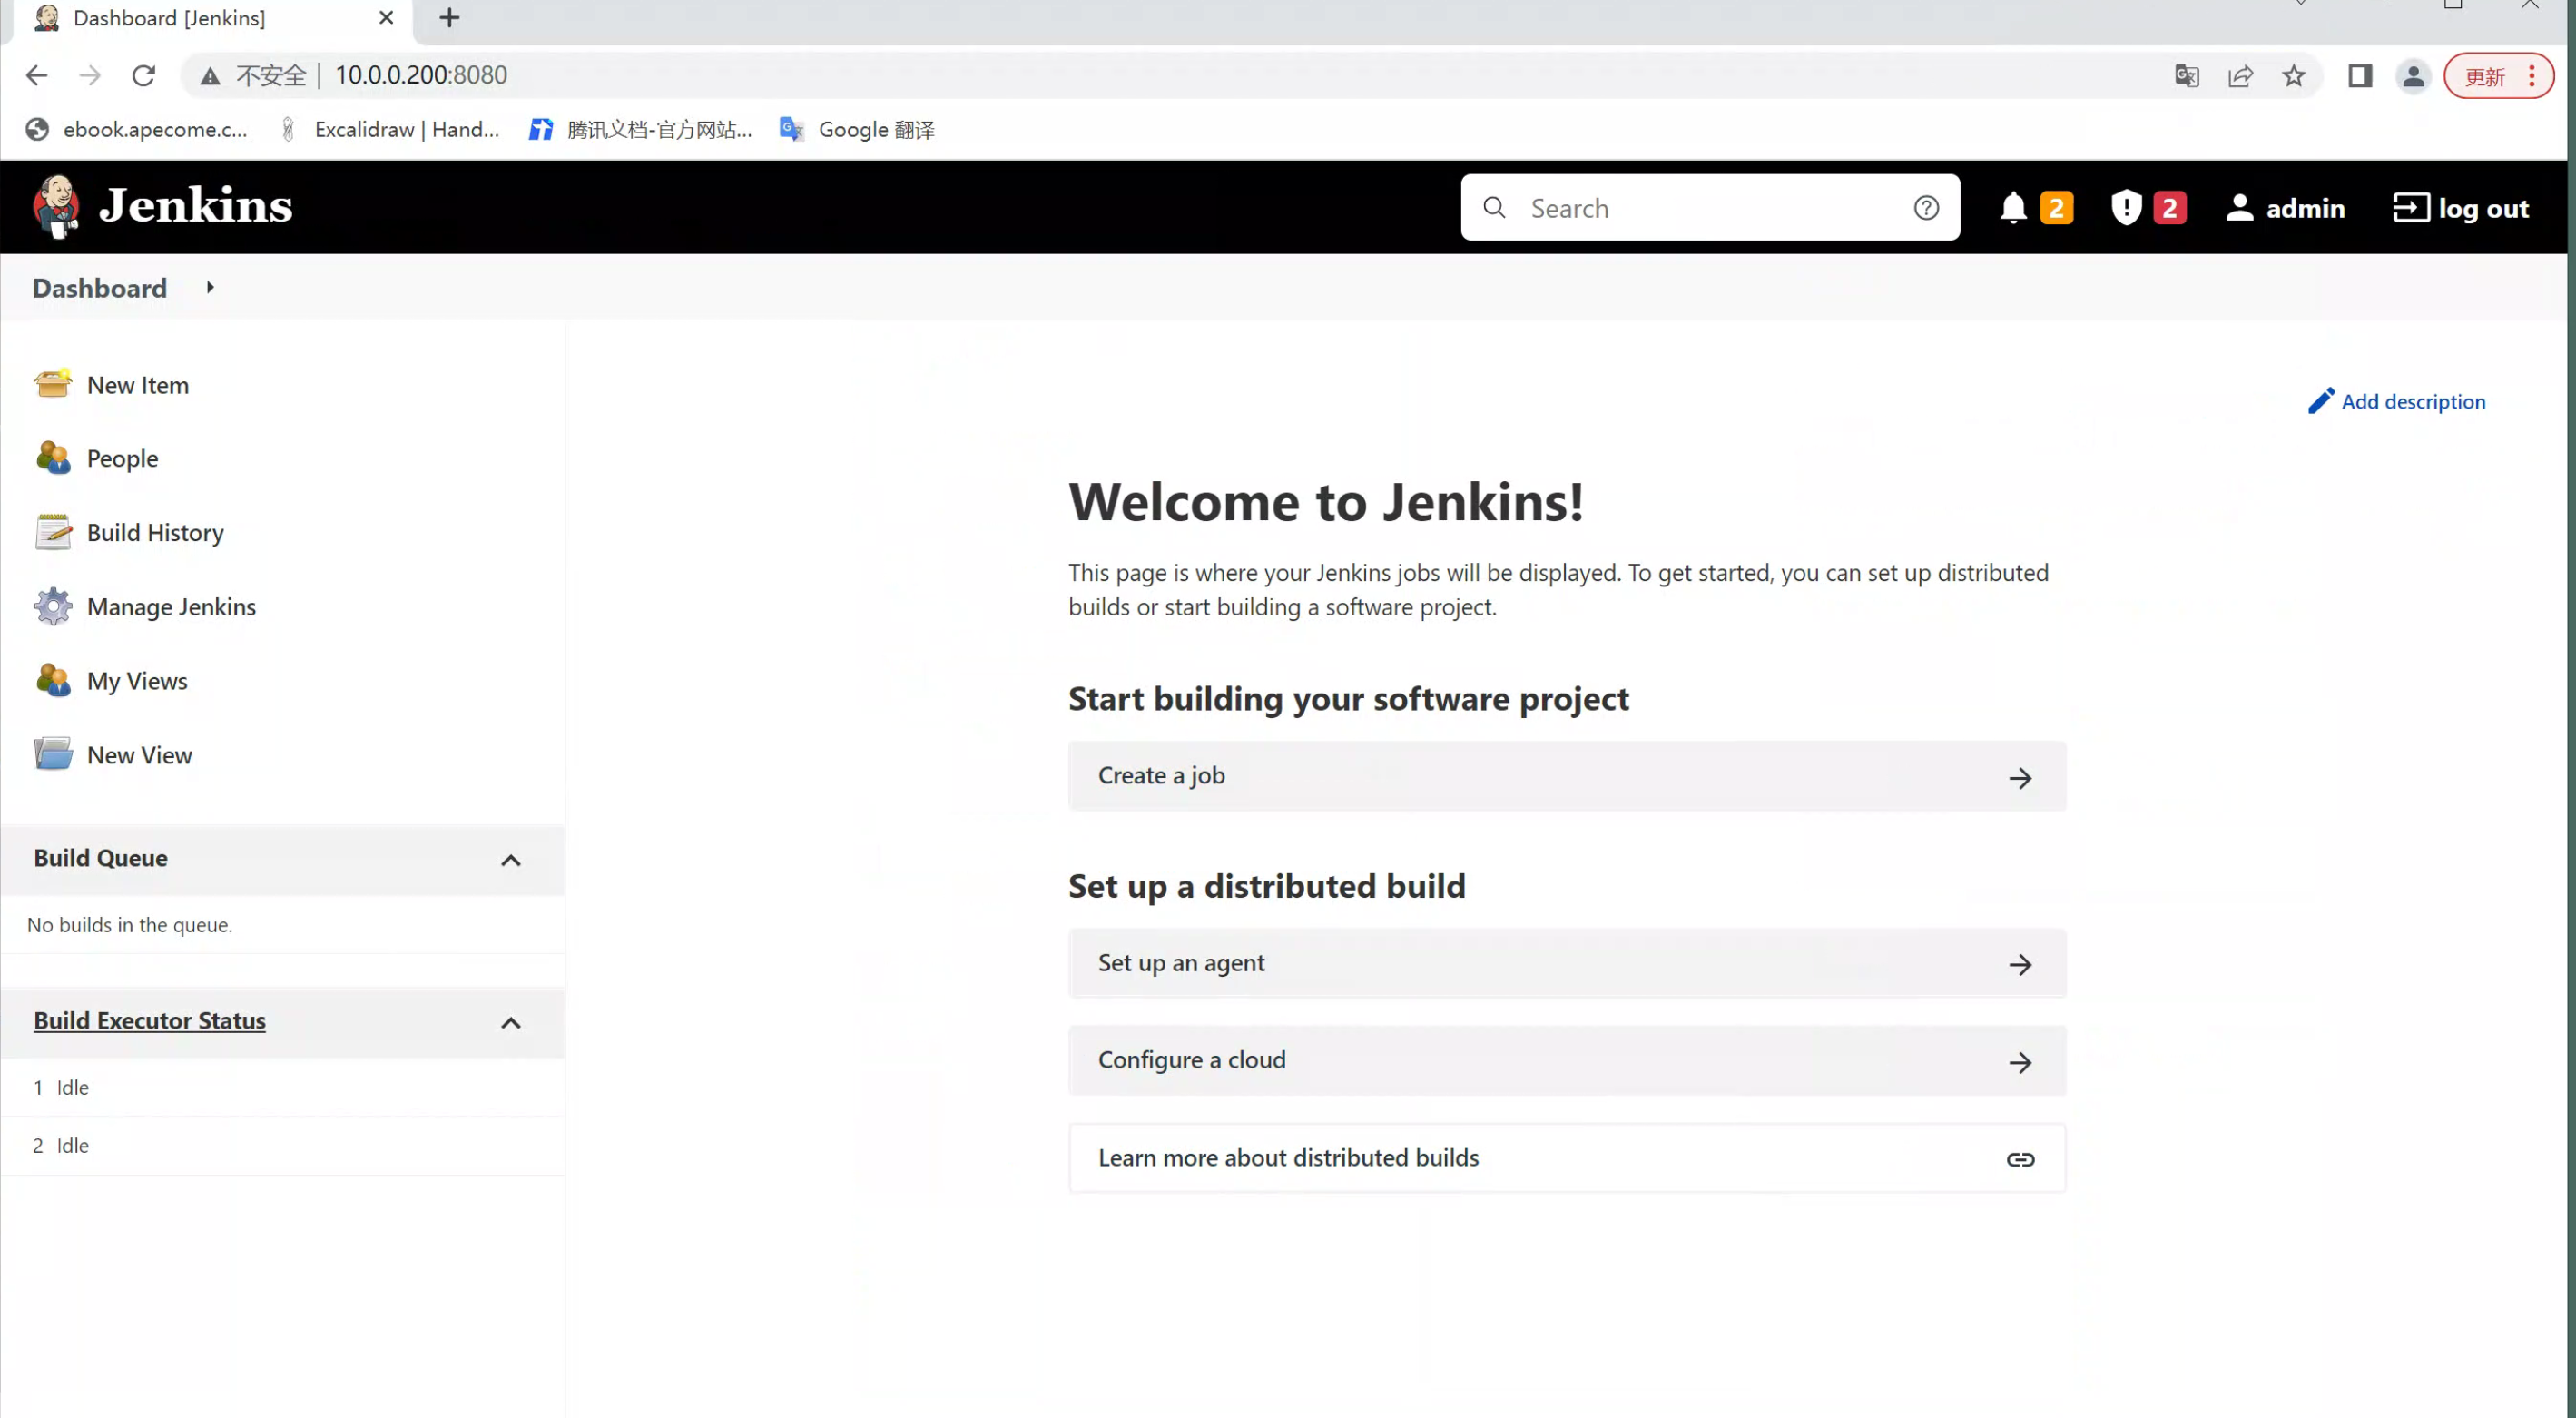 Dashboard [Jenkins]
不安全 | 10.0.0.200:8080
更新
ebook.apecome.c...
Excalidraw | Hand...
腾讯文档-官方网站...
Google 翻译
Jenkins
Search
2
2
admin
log out
Dashboard
New Item
People
Build History
Manage Jenkins
My Views
New View
Build Queue
No builds in the queue.
Build Executor Status
1 Idle
2 Idle
Add description
Welcome to Jenkins!
This page is where your Jenkins jobs will be displayed. To get started, you can set up distributed
builds or start building a software project.
Start building your software project
Create a job
Set up a distributed build
Set up an agent
Configure a cloud
Learn more about distributed builds